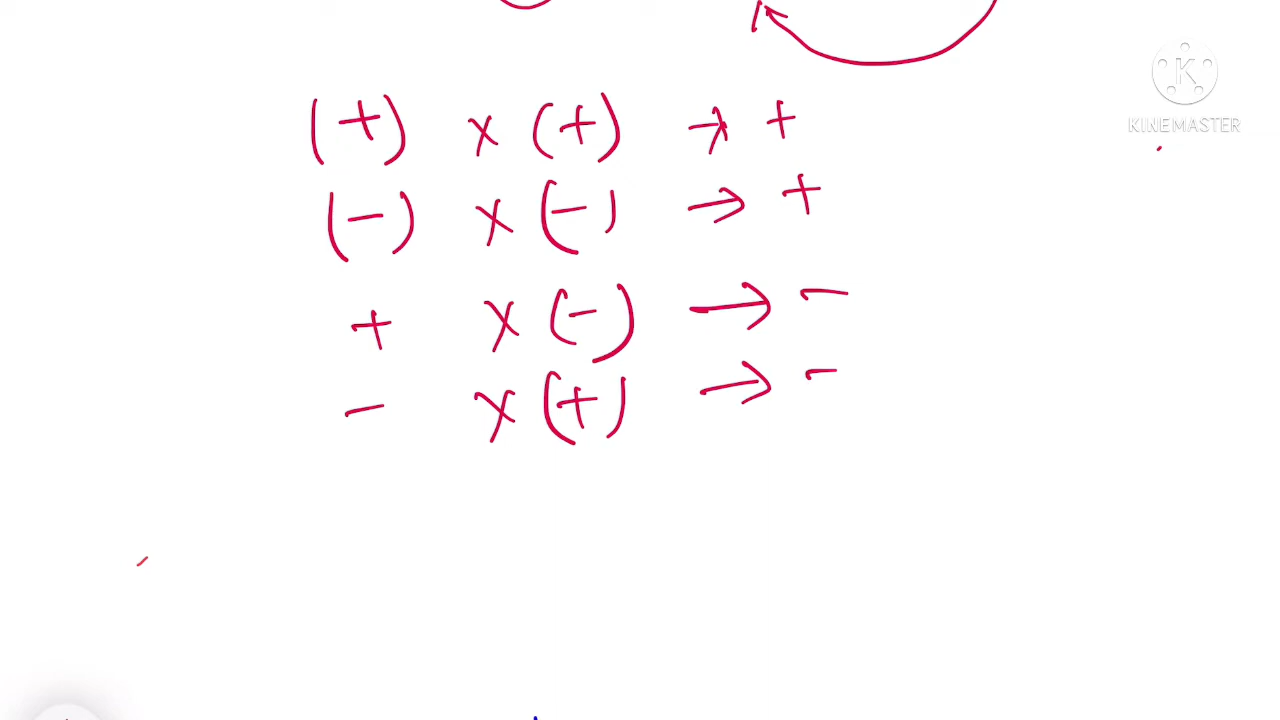 (+) × (+) → +
(-) × (-) → +
+ × (-) → -
- × (+) → -
K
KINEMASTER